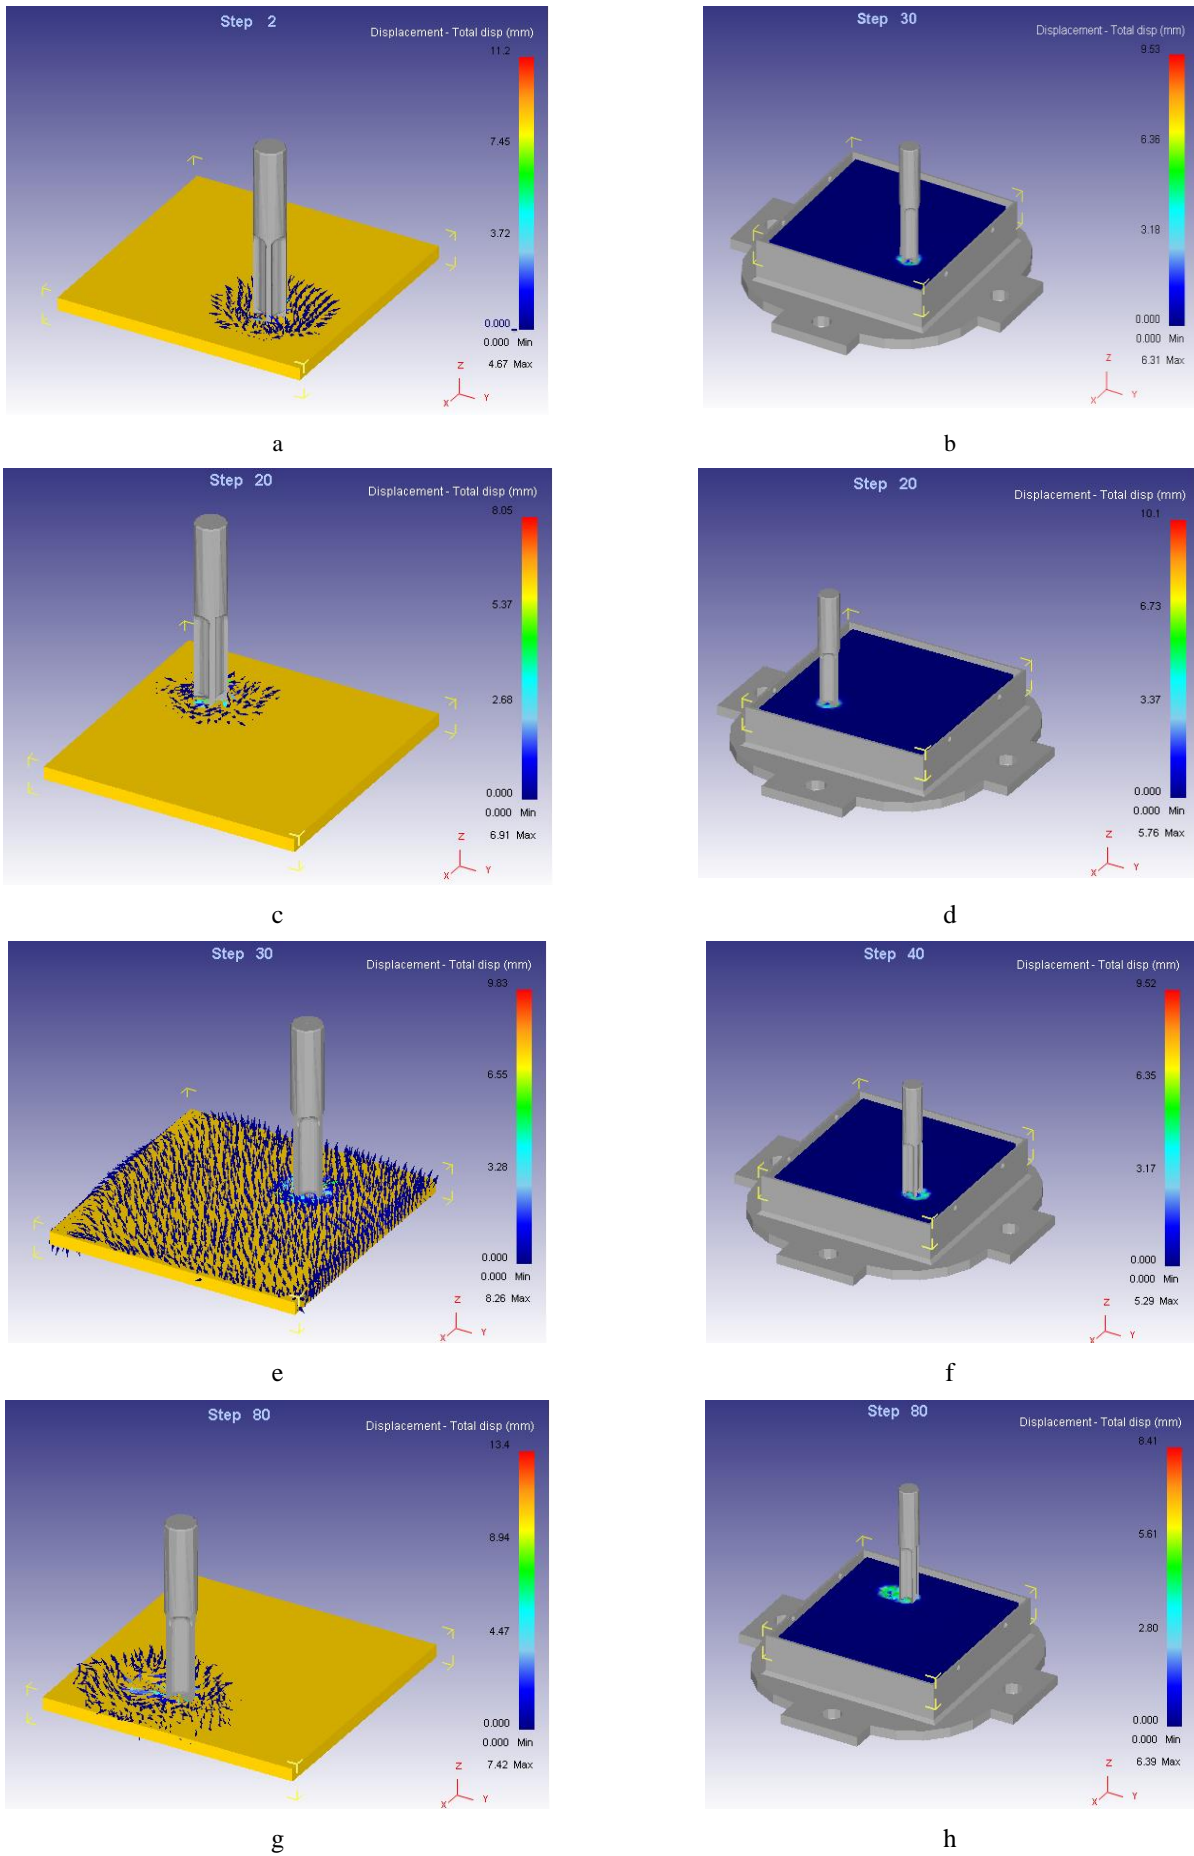 Step 2
Displacement - Total disp (mm)
11.2
7.45
3.72
0.000
0.000 Min
4.67 Max
Z
X Y
a
Step 30
Displacement - Total disp (mm)
9.53
6.36
3.18
0.000
0.000 Min
6.31 Max
Z
X Y
b
Step 20
Displacement - Total disp (mm)
8.05
5.37
2.68
0.000
0.000 Min
6.91 Max
Z
X Y
c
Step 20
Displacement - Total disp (mm)
10.1
6.73
3.37
0.000
0.000 Min
5.76 Max
Z
X Y
d
Step 30
Displacement - Total disp (mm)
9.83
6.55
3.28
0.000
0.000 Min
8.26 Max
Z
X Y
e
Step 40
Displacement - Total disp (mm)
9.52
6.35
3.17
0.000
0.000 Min
5.29 Max
Z
X Y
f
Step 80
Displacement - Total disp (mm)
13.4
8.94
4.47
0.000
0.000 Min
7.42 Max
Z
X Y
g
Step 80
Displacement - Total disp (mm)
8.41
5.61
2.80
0.000
0.000 Min
6.39 Max
Z
X Y
h